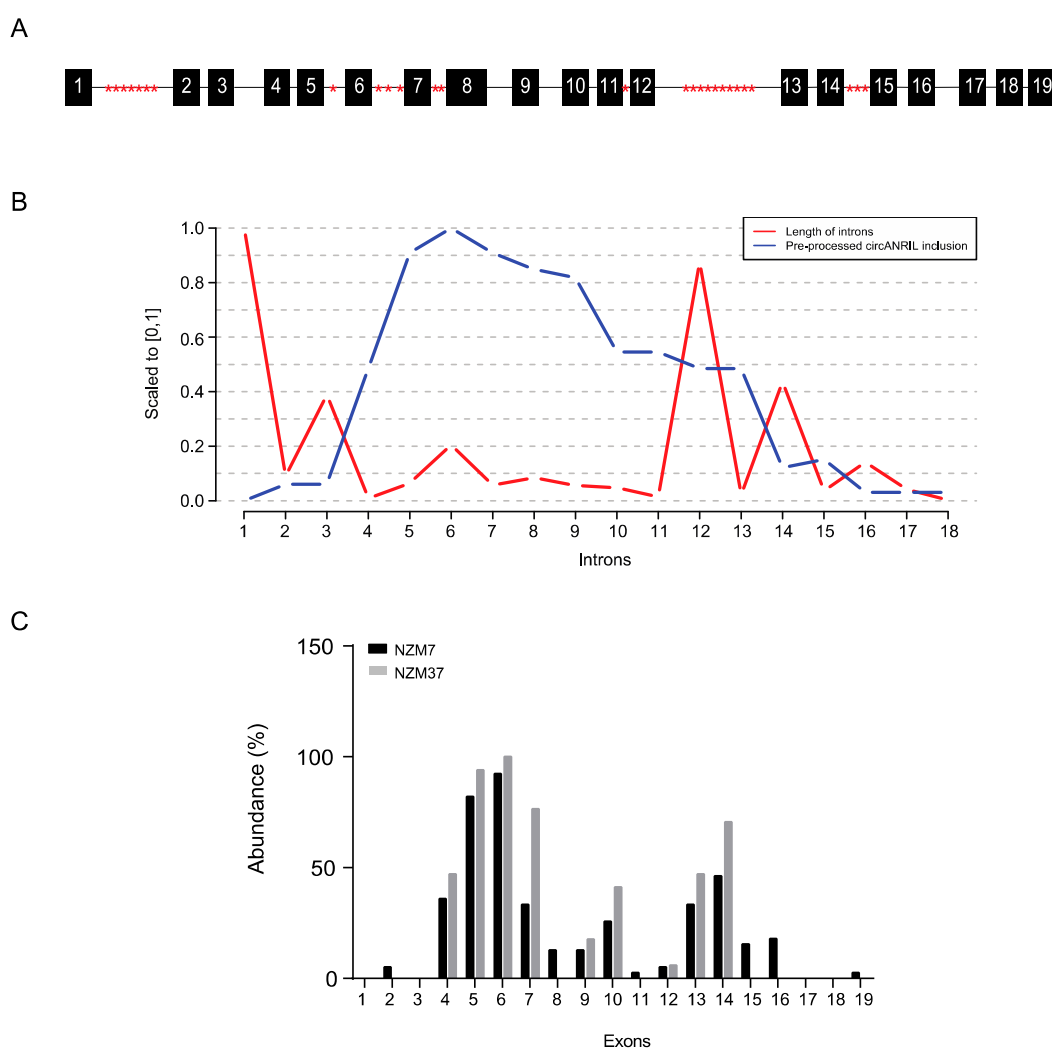 A
1 ******* 2 3 4 5 * 6 *** 7 ** 8 9 10 11 * 12 ********** 13 14 *** 15 16 17 18 19
B
Length of introns
Pre-processed circANRIL inclusion
Scaled to [0,1]
1.0
0.8
0.6
0.4
0.2
0.0
1 2 3 4 5 6 7 8 9 10 11 12 13 14 15 16 17 18
Introns
C
NZM7
NZM37
Abundance (%)
150
100
50
0
1 2 3 4 5 6 7 8 9 10 11 12 13 14 15 16 17 18 19
Exons